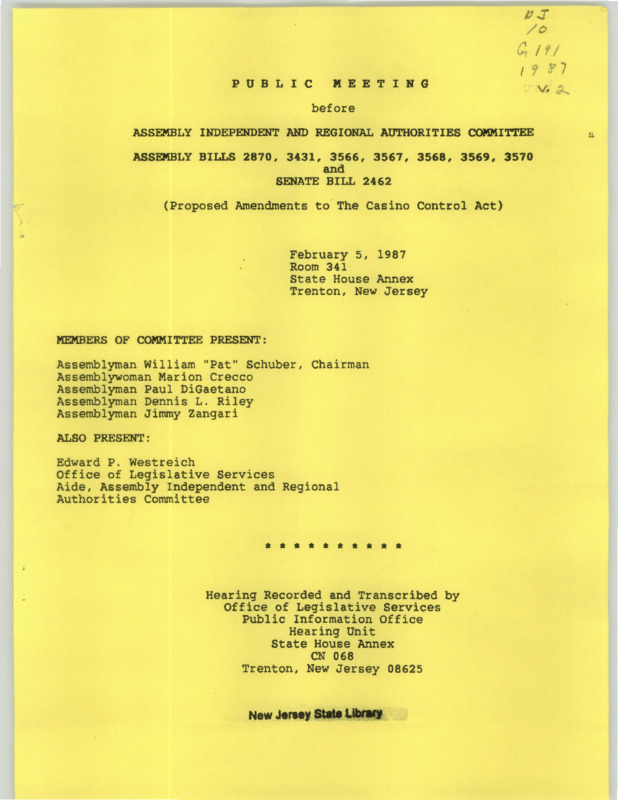 NJ
10
G191
1987
v. 2
PUBLIC MEETING
before
ASSEMBLY INDEPENDENT AND REGIONAL AUTHORITIES COMMITTEE
ASSEMBLY BILLS 2870, 3431, 3566, 3567, 3568, 3569, 3570
and
SENATE BILL 2462
(Proposed Amendments to The Casino Control Act)
February 5, 1987
Room 341
State House Annex
Trenton, New Jersey
MEMBERS OF COMMITTEE PRESENT:
Assemblyman William "Pat" Schuber, Chairman
Assemblywoman Marion Crecco
Assemblyman Paul DiGaetano
Assemblyman Dennis L. Riley
Assemblyman Jimmy Zangari
ALSO PRESENT:
Edward P. Westreich
Office of Legislative Services
Aide, Assembly Independent and Regional
Authorities Committee
* * * * * * * * * *
Hearing Recorded and Transcribed by
Office of Legislative Services
Public Information Office
Hearing Unit
State House Annex
CN 068
Trenton, New Jersey 08625
New Jersey State Library